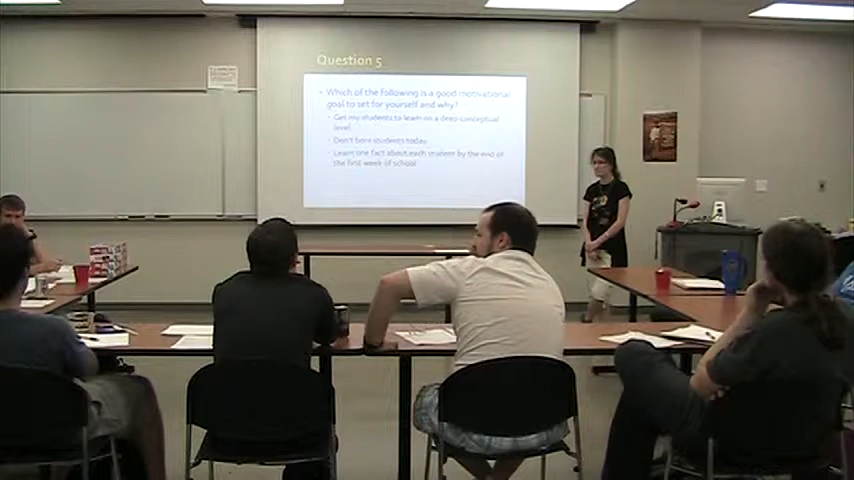 Question 5
Which of the following is a good motivational
goal to set for yourself and why?
Get my students to learn on a deep conceptual
level.
Don't bore students today
Learn one fact about each student by the end of
the first week of school